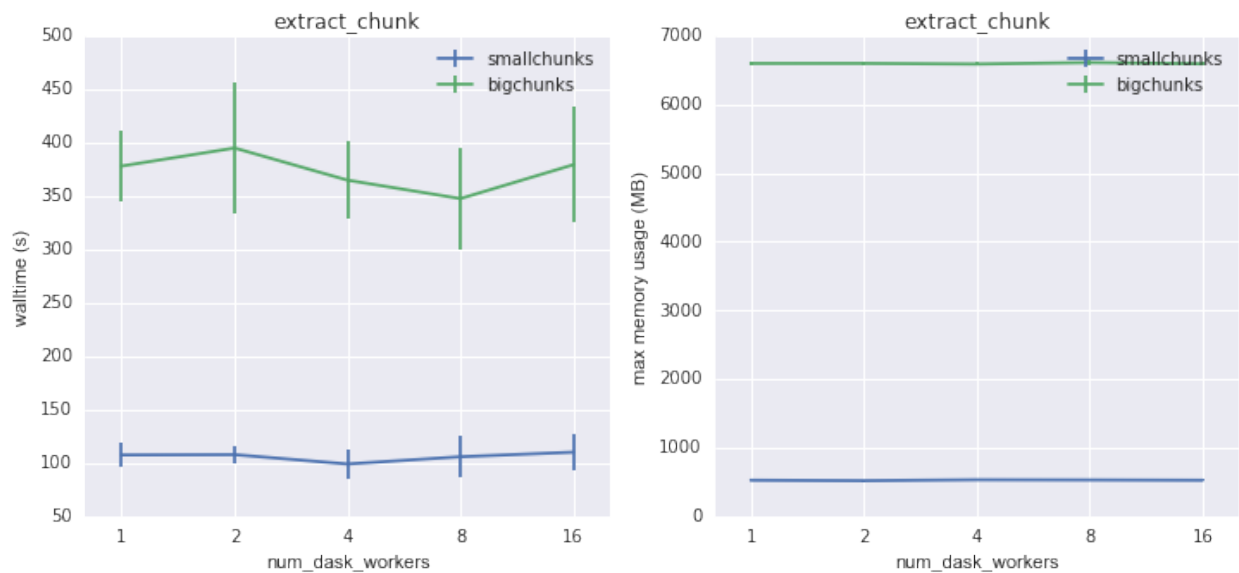 extract_chunk
500
450
400
350
300
250
200
150
100
50
walltime (s)
smallchunks
bigchunks
1 2 4 8 16
num_dask_workers
extract_chunk
7000
6000
5000
4000
3000
2000
1000
0
max memory usage (MB)
smallchunks
bigchunks
1 2 4 8 16
num_dask_workers